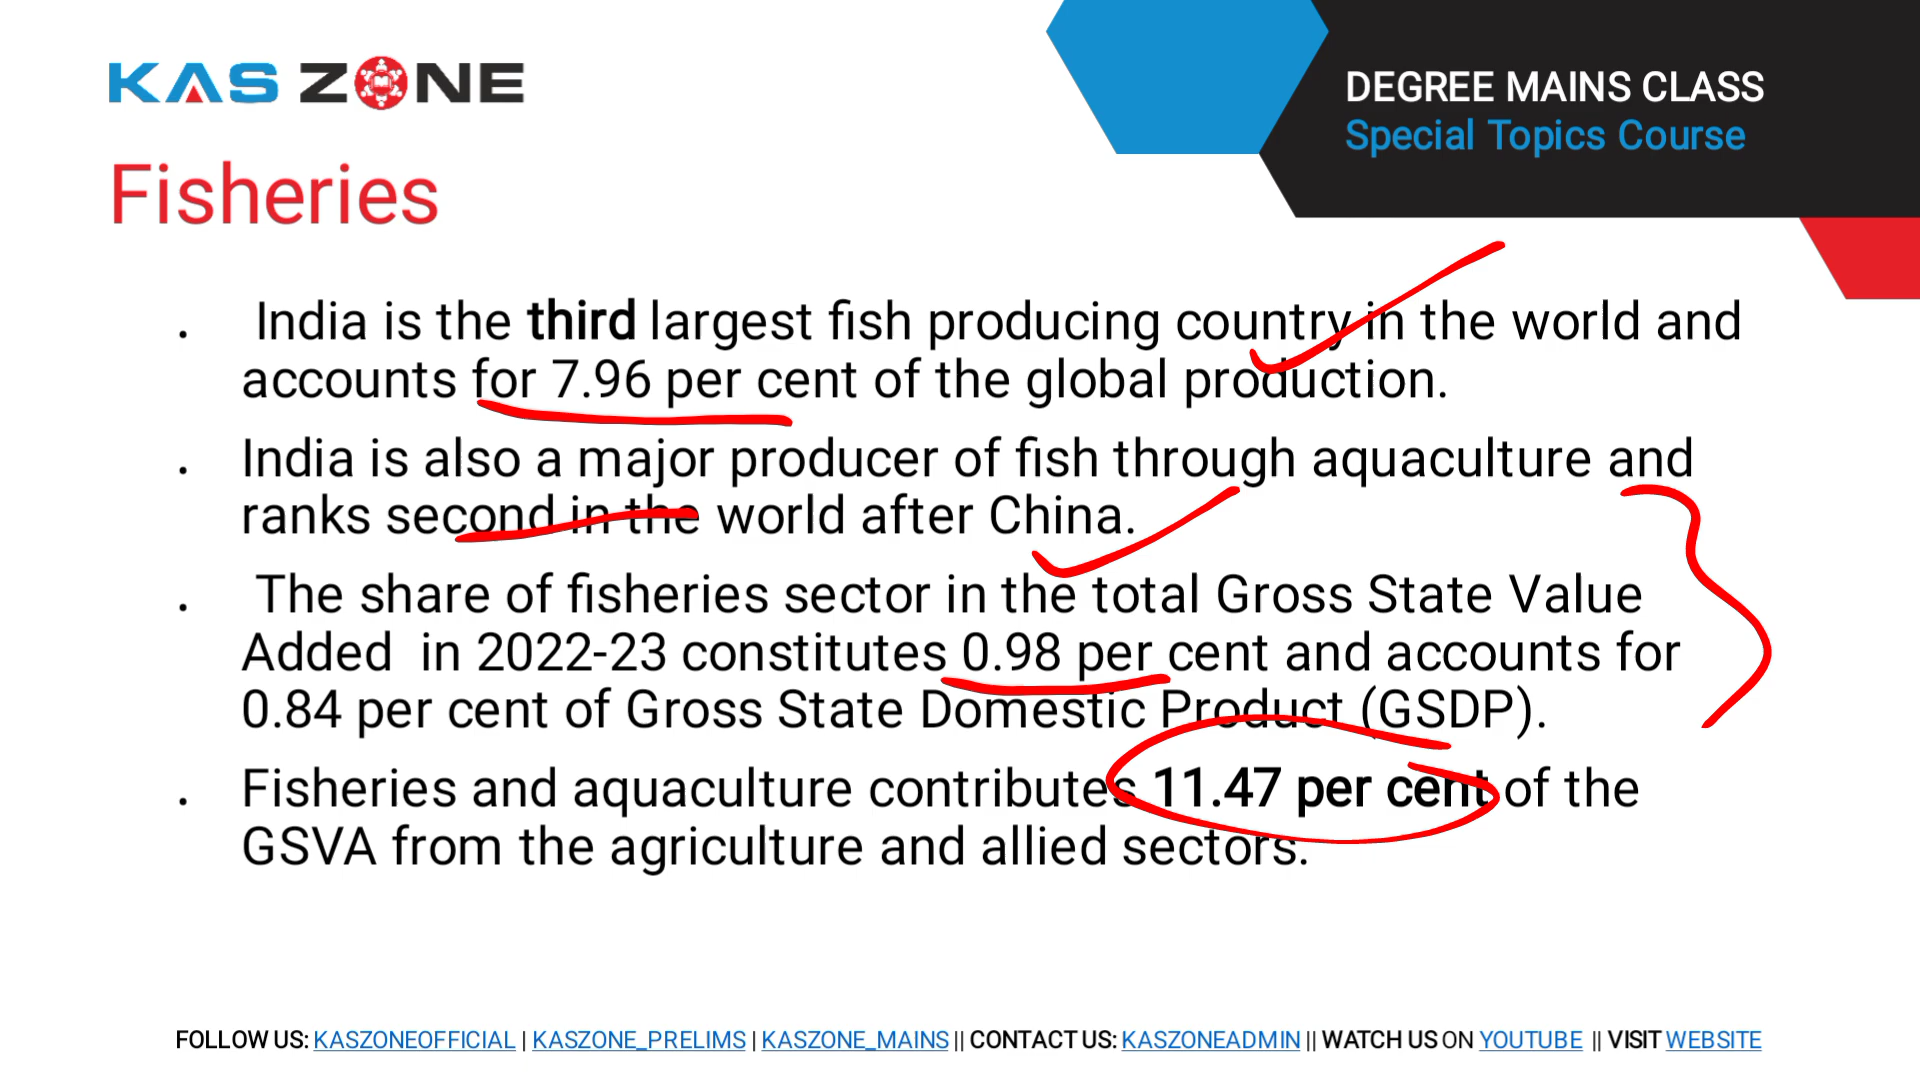 KAS ZONE
DEGREE MAINS CLASS
Special Topics Course
Fisheries
. India is the third largest fish producing country in the world and
accounts for 7.96 per cent of the global production.
. India is also a major producer of fish through aquaculture and
ranks second in the world after China.
. The share of fisheries sector in the total Gross State Value
Added in 2022-23 constitutes 0.98 per cent and accounts for
0.84 per cent of Gross State Domestic Product (GSDP).
. Fisheries and aquaculture contributes 11.47 per cent of the
GSVA from the agriculture and allied sectors.
FOLLOW US: KASZONEOFFICIAL | KASZONE_PRELIMS | KASZONE_MAINS || CONTACT US: KASZONEADMIN || WATCH US ON YOUTUBE || VISIT WEBSITE